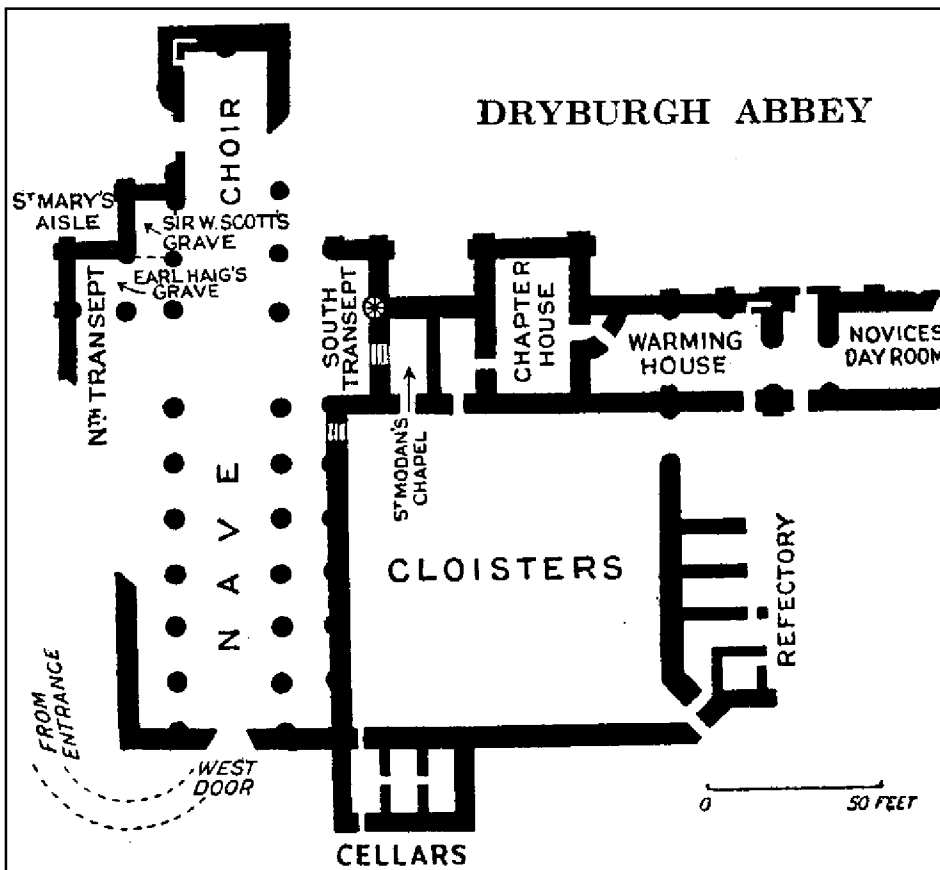 DRYBURGH ABBEY
CHOIR
ST MARY'S
AISLE
SIR W. SCOTT'S
GRAVE
EARL HAIG'S
GRAVE
NTH TRANSEPT
SOUTH
TRANSEPT
CHAPTER
HOUSE
WARMING
HOUSE
NOVICES
DAY ROOM
ST MODAN'S
CHAPEL
NAVE
CLOISTERS
REFECTORY
FROM
ENTRANCE
WEST
DOOR
CELLARS
0 50 FEET